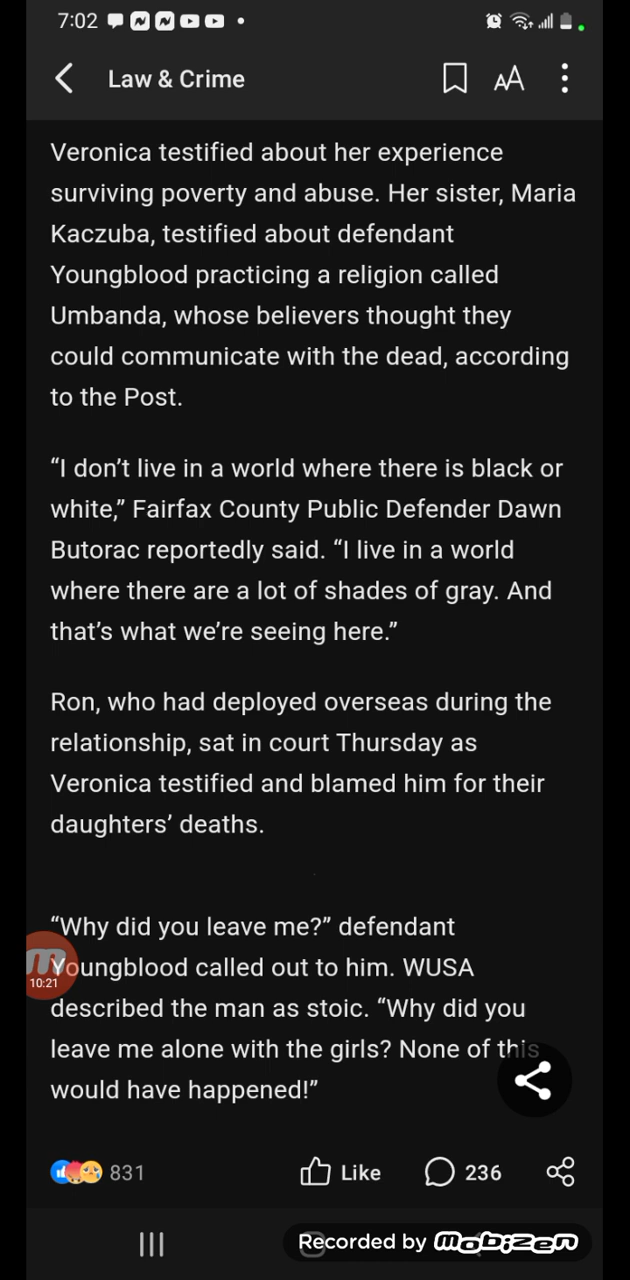 7:02
Law & Crime
AA
Veronica testified about her experience
surviving poverty and abuse. Her sister, Maria
Kaczuba, testified about defendant
Youngblood practicing a religion called
Umbanda, whose believers thought they
could communicate with the dead, according
to the Post.
“I don’t live in a world where there is black or
white,” Fairfax County Public Defender Dawn
Butorac reportedly said. “I live in a world
where there are a lot of shades of gray. And
that’s what we’re seeing here.”
Ron, who had deployed overseas during the
relationship, sat in court Thursday as
Veronica testified and blamed him for their
daughters’ deaths.
“Why did you leave me?” defendant
Youngblood called out to him. WUSA
10:21
described the man as stoic. “Why did you
leave me alone with the girls? None of this
would have happened!”
831
Like
236
Recorded by mobizen